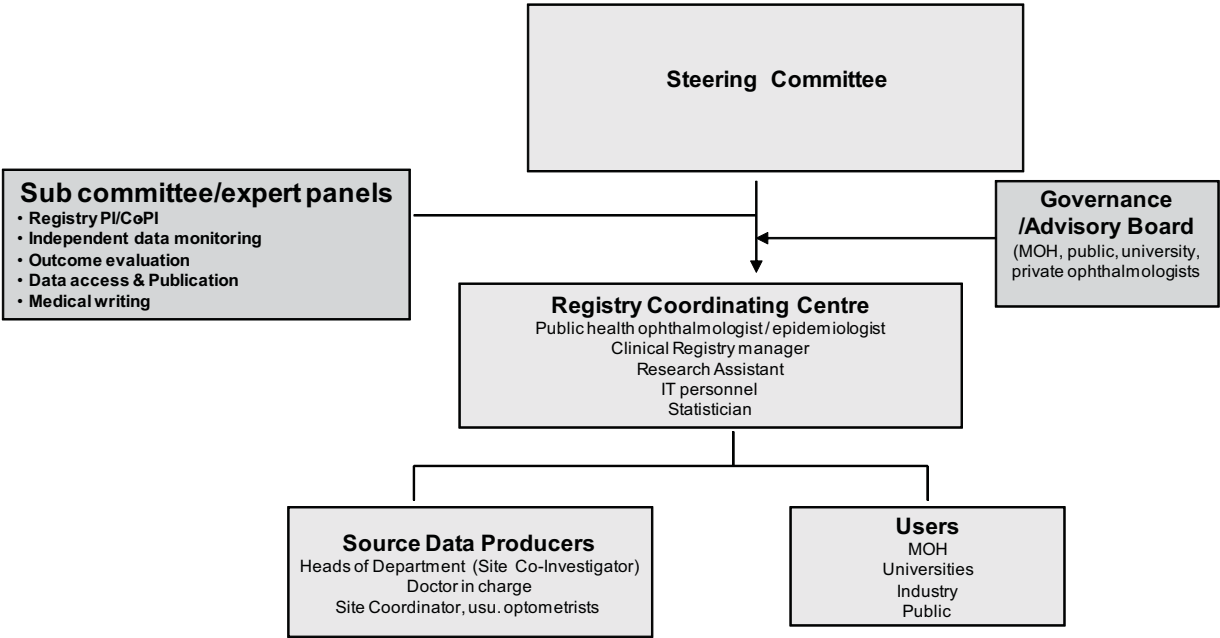 Steering Committee
Sub committee/expert panels
• Registry PI/CoPI
• Independent data monitoring
• Outcome evaluation
• Data access & Publication
• Medical writing
Governance
/Advisory Board
(MOH, public, university,
private ophthalmologists
Registry Coordinating Centre
Public health ophthalmologist / epidemiologist
Clinical Registry manager
Research Assistant
IT personnel
Statistician
Source Data Producers
Heads of Department (Site Co-Investigator)
Doctor in charge
Site Coordinator, usu. optometrists
Users
MOH
Universities
Industry
Public